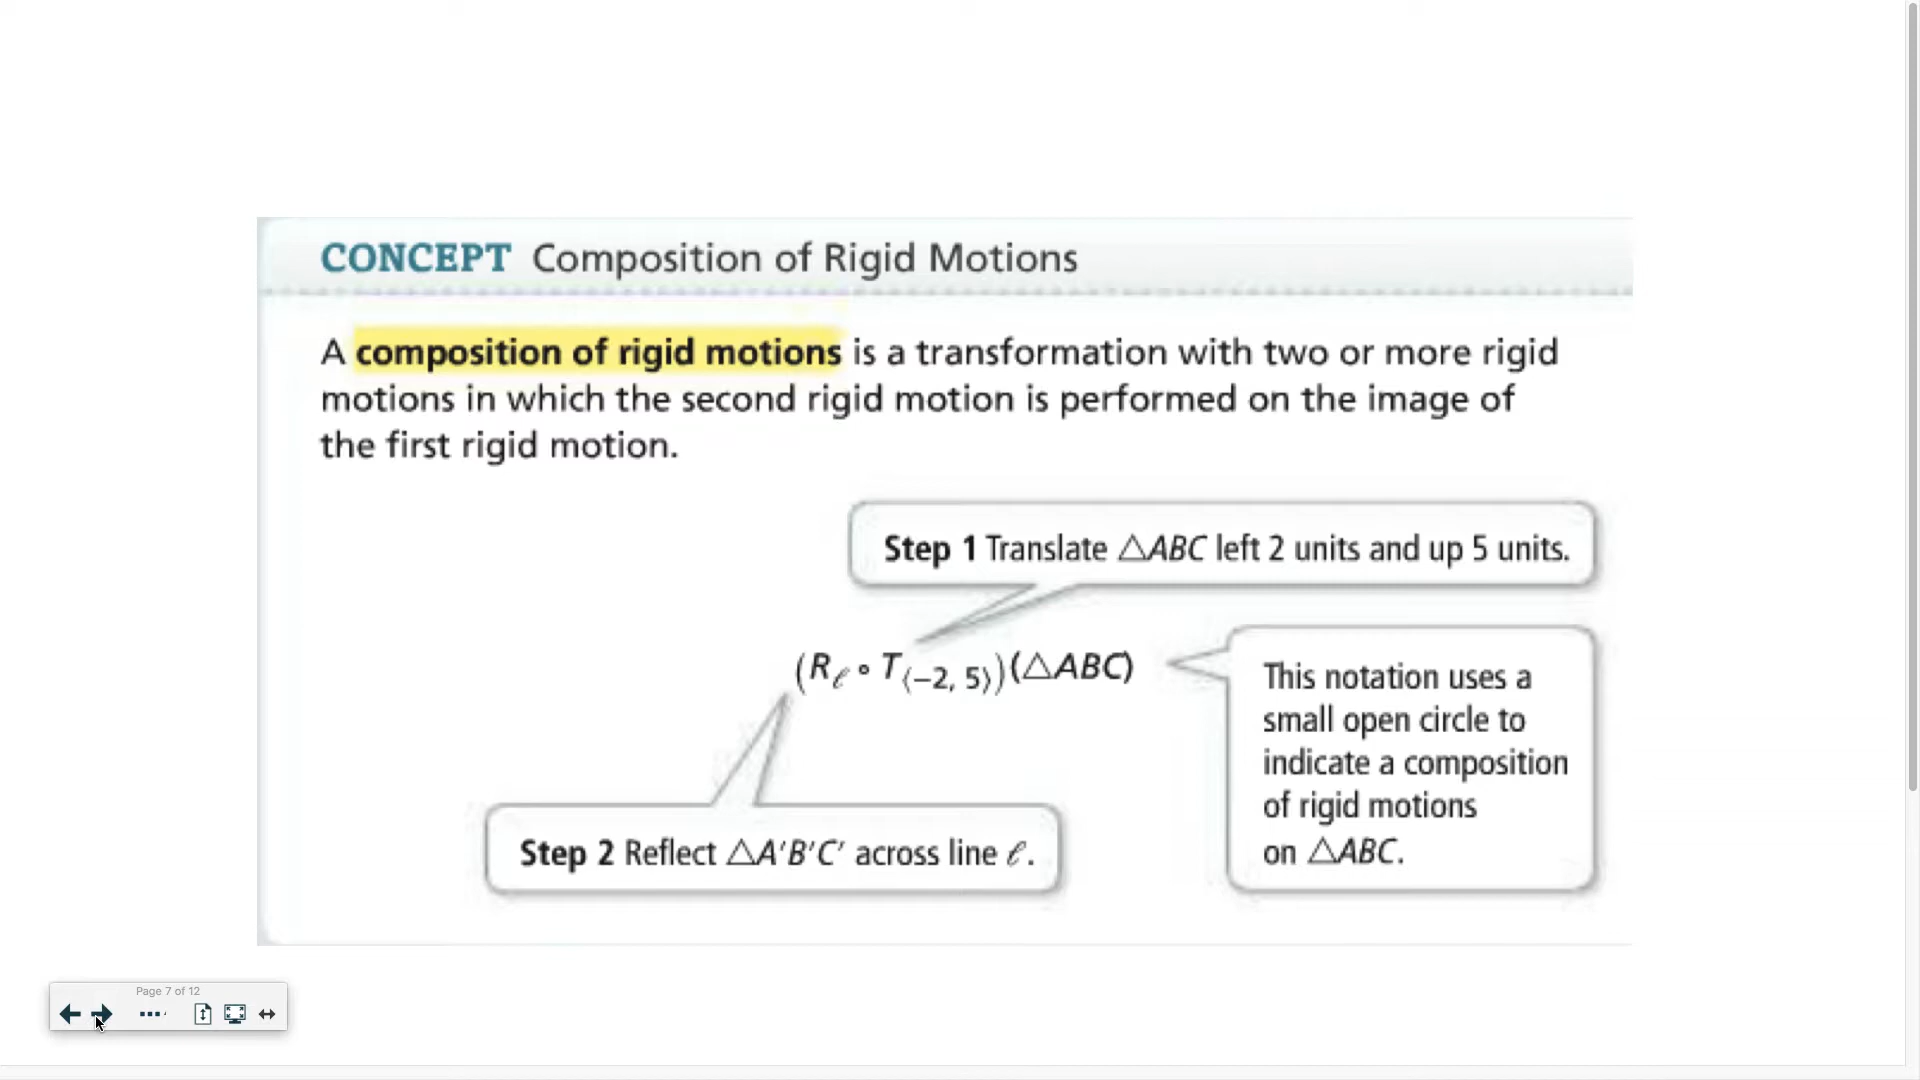 CONCEPT Composition of Rigid Motions
A composition of rigid motions is a transformation with two or more rigid
motions in which the second rigid motion is performed on the image of
the first rigid motion.
Step 1 Translate △ABC left 2 units and up 5 units.
(Rℓ ∘ T⟨−2, 5⟩)(△ABC)
This notation uses a
small open circle to
indicate a composition
of rigid motions
on △ABC.
Step 2 Reflect △A′B′C′ across line ℓ.
Page 7 of 12